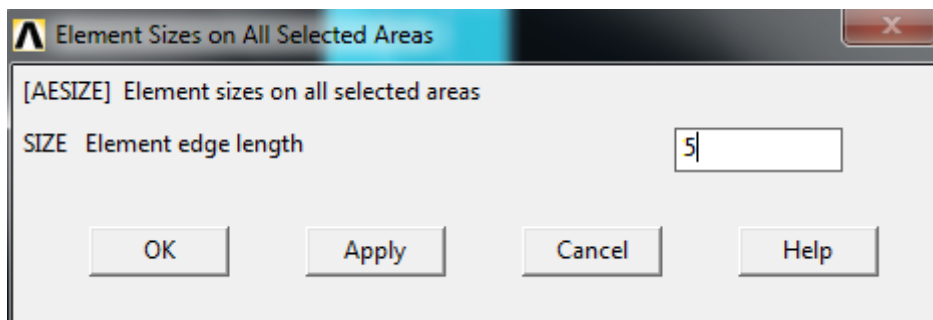 Element Sizes on All Selected Areas
[AESIZE] Element sizes on all selected areas
SIZE Element edge length 5
OK Apply Cancel Help